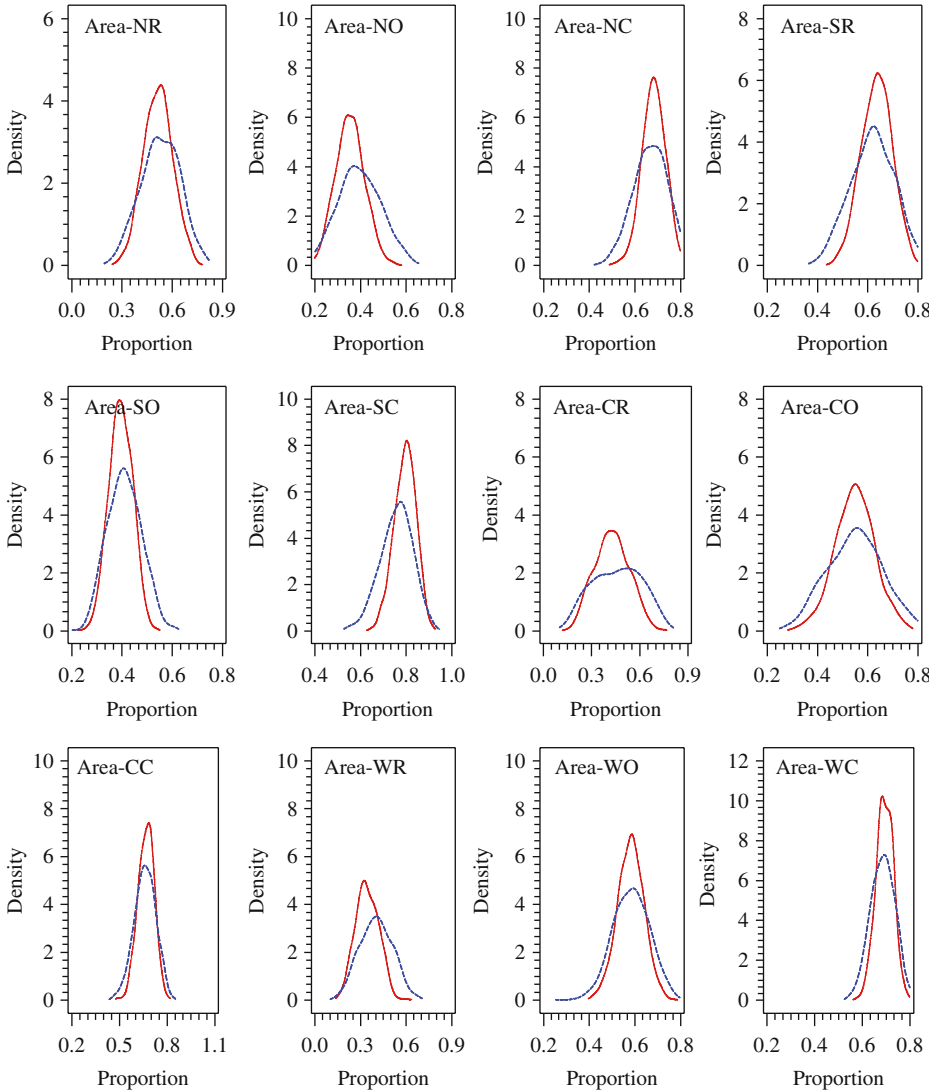 Area-NR
Density
6
4
2
0
0.0 0.3 0.6 0.9
Proportion
Area-NO
Density
10
8
6
4
2
0
0.2 0.4 0.6 0.8
Proportion
Area-NC
Density
10
8
6
4
2
0
0.2 0.4 0.6 0.8
Proportion
Area-SR
Density
8
6
4
2
0
0.2 0.4 0.6 0.8
Proportion
Area-SO
Density
8
6
4
2
0
0.2 0.4 0.6 0.8
Proportion
Area-SC
Density
10
8
6
4
2
0
0.4 0.6 0.8 1.0
Proportion
Area-CR
Density
8
6
4
2
0
0.0 0.3 0.6 0.9
Proportion
Area-CO
Density
8
6
4
2
0
0.2 0.4 0.6 0.8
Proportion
Area-CC
Density
10
8
6
4
2
0
0.2 0.5 0.8 1.1
Proportion
Area-WR
Density
10
8
6
4
2
0
0.0 0.3 0.6 0.9
Proportion
Area-WO
Density
10
8
6
4
2
0
0.2 0.4 0.6 0.8
Proportion
Area-WC
Density
12
10
8
6
4
2
0
0.2 0.4 0.6 0.8
Proportion